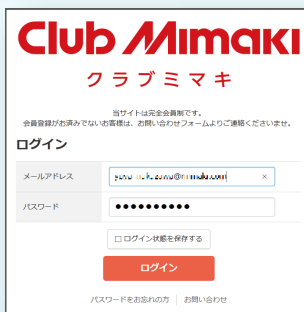 Club Mimaki
クラブミマキ
当サイトは完全会員制です。
会員登録がお済みでないお客様は、お問い合わせフォームよりご連絡くださいませ。
ログイン
メールアドレス
×
パスワード ●●●●●●●●●●
ログイン状態を保存する
ログイン
パスワードをお忘れの方 | お問い合わせ